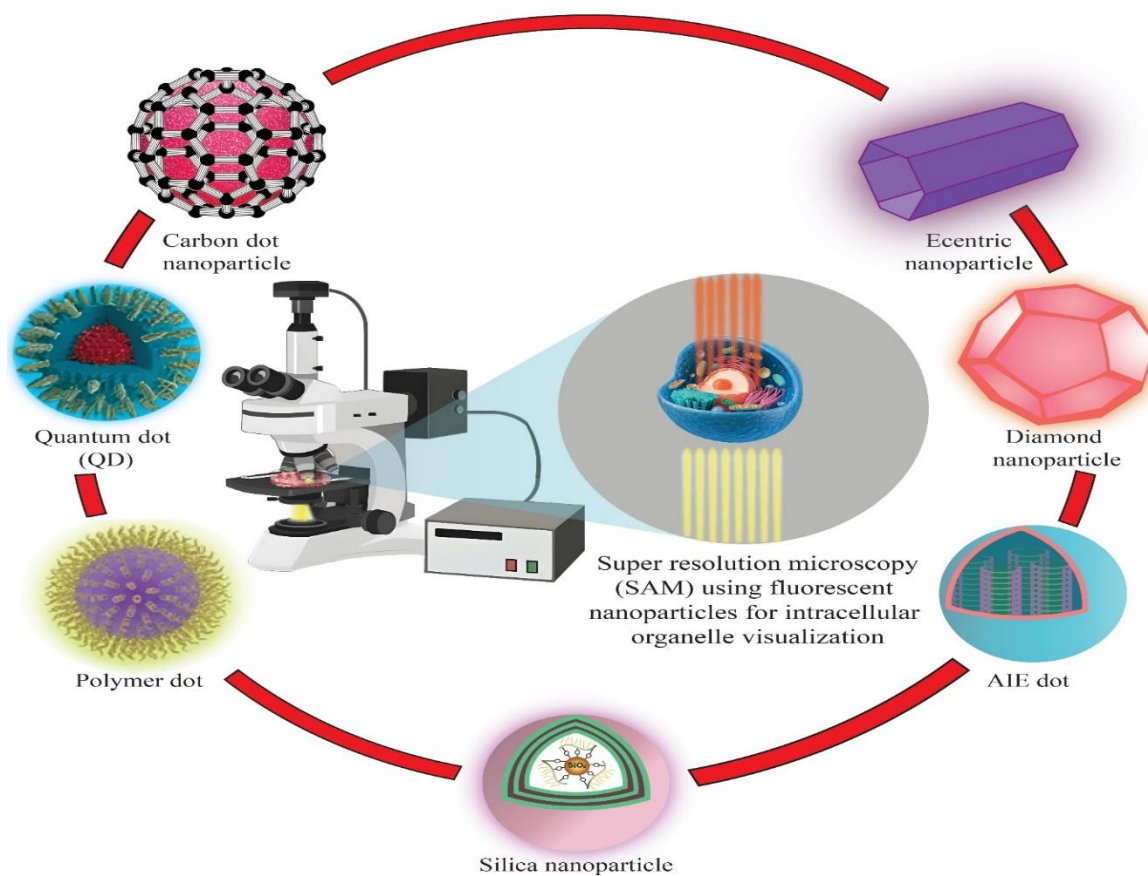 Carbon dot
nanoparticle
Ecentric
nanoparticle
Quantum dot
(QD)
Diamond
nanoparticle
Super resolution microscopy
(SAM) using fluorescent
nanoparticles for intracellular
organelle visualization
Polymer dot
AIE dot
SiO₂
Silica nanoparticle